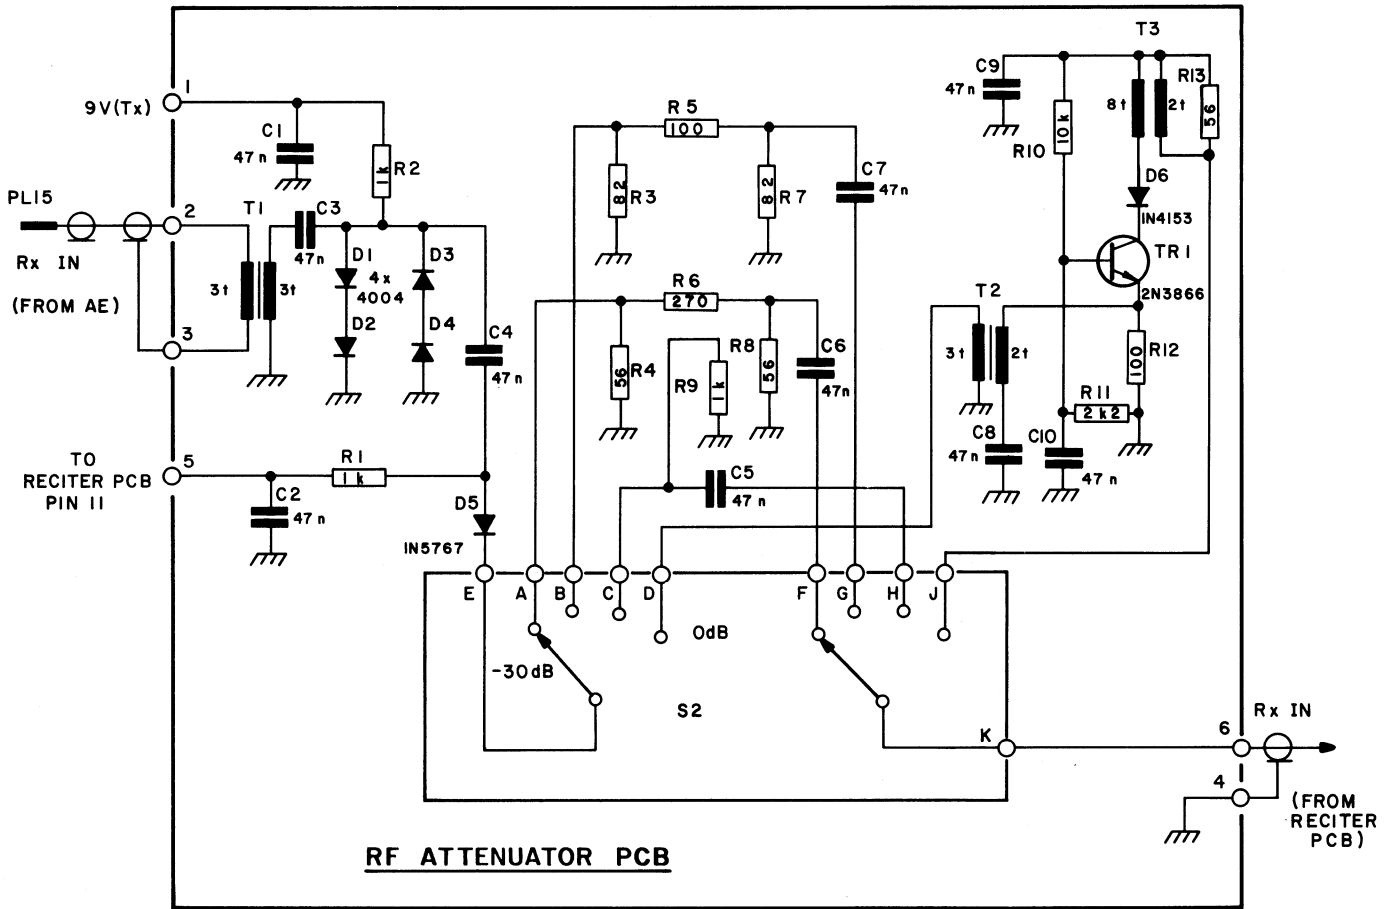 T3
C9
47n
R13
56
8t
2t
10k
R10
1
9V(Tx)
C1
47n
R5
100
R2
1k
R3
82
R7
82
C7
47n
D6
1N4153
TR1
2N3866
PL15
2
T1
C3
47n
Rx IN
(FROM AE)
3t
3t
D1
4x
4004
D3
D2
D4
3
C4
47n
R6
270
R4
56
R9
1k
R8
56
C6
47n
T2
3t
2t
R12
100
R11
2k2
C8
47n
C10
47n
TO
RECITER PCB
PIN 11
5
R1
1k
C2
47n
C5
47n
D5
1N5767
E
A
B
C
D
F
G
H
J
0dB
-30dB
S2
K
6
Rx IN
4
(FROM
RECITER
PCB)
RF ATTENUATOR PCB